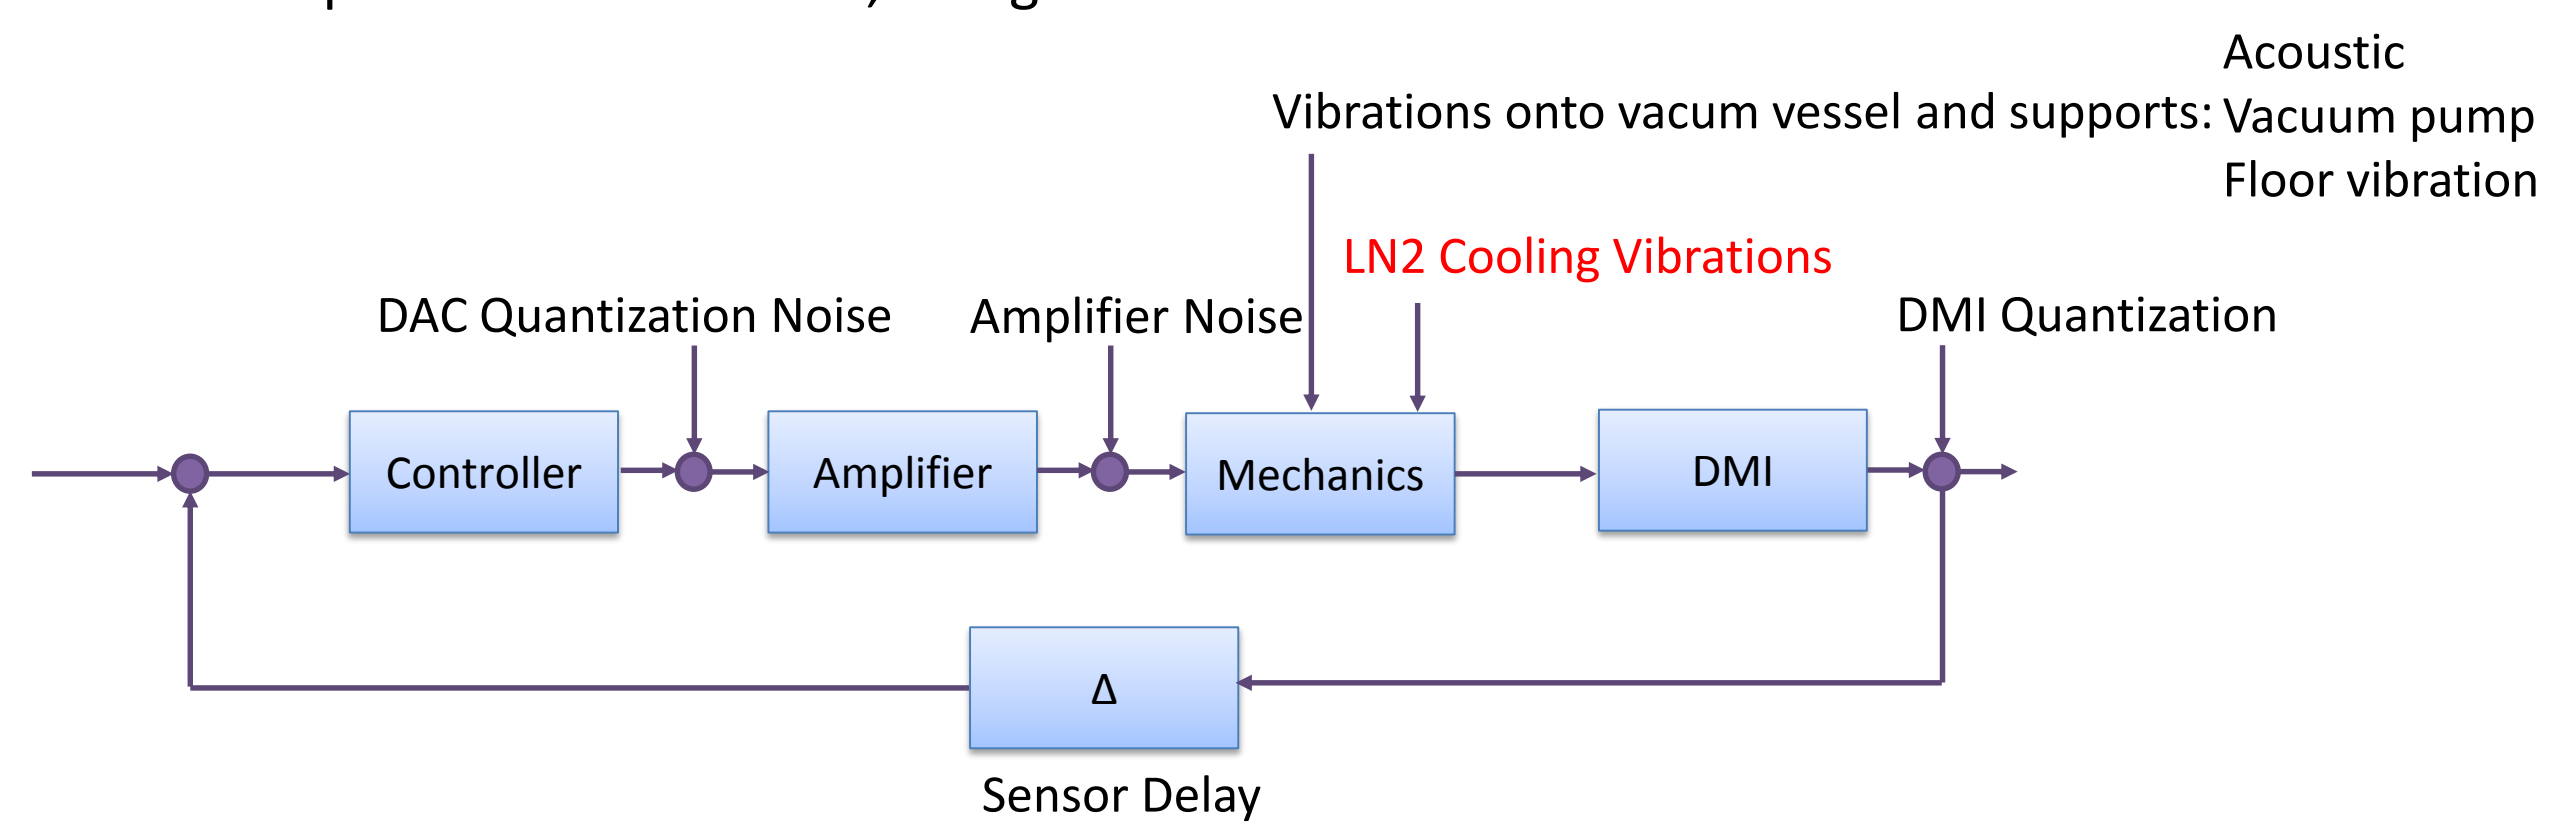 Acoustic
Vibrations onto vacum vessel and supports: Vacuum pump
Floor vibration
LN2 Cooling Vibrations
DAC Quantization Noise
Amplifier Noise
DMI Quantization
Controller
Amplifier
Mechanics
DMI
Δ
Sensor Delay